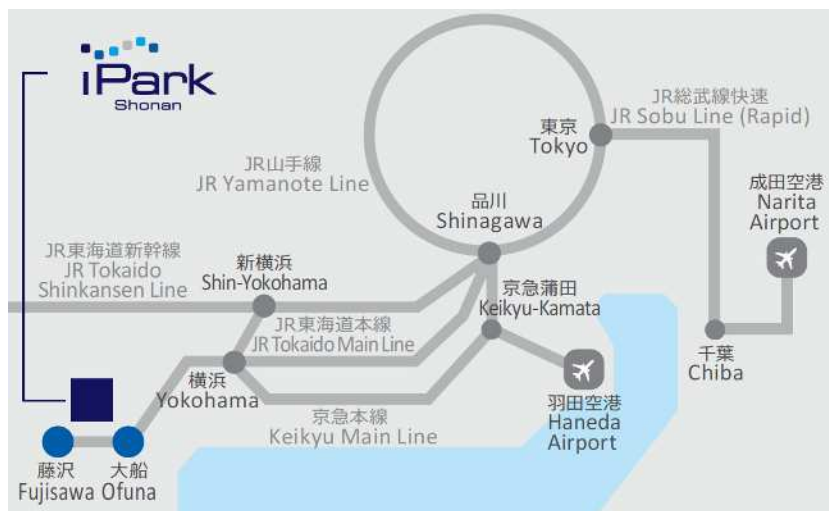 iPark
Shonan
JR総武線快速
JR Sobu Line (Rapid)
東京
Tokyo
JR山手線
JR Yamanote Line
成田空港
Narita
Airport
品川
Shinagawa
JR東海道新幹線
JR Tokaido
Shinkansen Line
新横浜
Shin-Yokohama
京急蒲田
Keikyu-Kamata
JR東海道本線
JR Tokaido Main Line
千葉
Chiba
横浜
Yokohama
羽田空港
Haneda
Airport
京急本線
Keikyu Main Line
藤沢
Fujisawa
大船
Ofuna